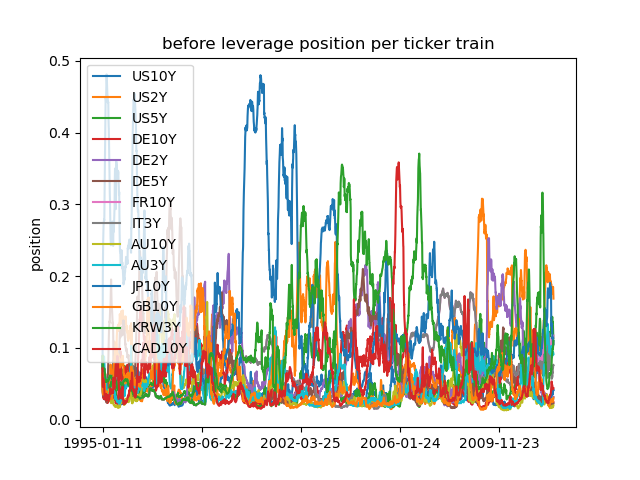 before leverage position per ticker train
position
0.5
0.4
0.3
0.2
0.1
0.0
US10Y
US2Y
US5Y
DE10Y
DE2Y
DE5Y
FR10Y
IT3Y
AU10Y
AU3Y
JP10Y
GB10Y
KRW3Y
CAD10Y
1995-01-11 1998-06-22 2002-03-25 2006-01-24 2009-11-23